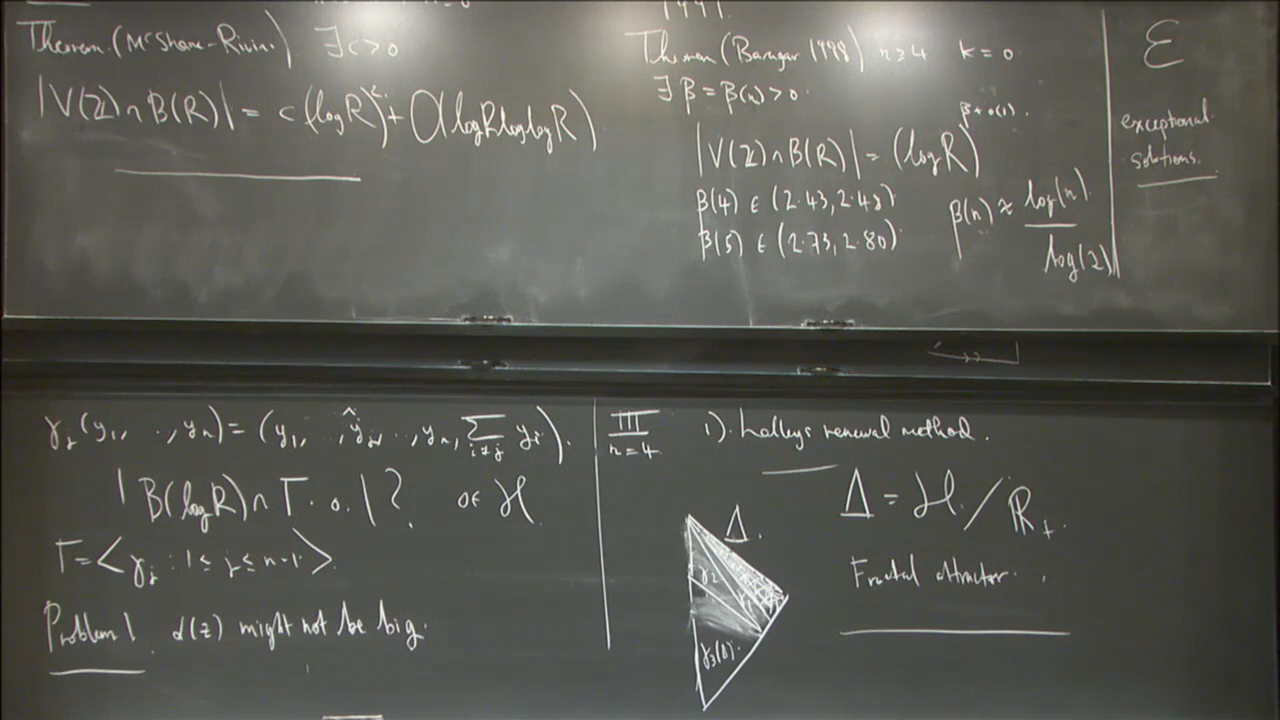 Theorem (McShane-Rivin) ∃ c > 0
|V(ℤ) ∩ B(R)| = c (log R)² + O(log R log log R)
1991.
Theorem (Baragar 1998) n ≥ 4 k = 0
∃ β = β(n) > 0.
|V(ℤ) ∩ B(R)| = (log R)^{β + o(1)}.
β(4) ∈ (2.43, 2.48)
β(5) ∈ (2.73, 2.80)
β(n) ≈ log(n) / log(2)
ℰ
exceptional
solutions.
γ_j(y_1, .., y_n) = (y_1, .., ŷ_j, .., y_n, Σ_{i≠j} y_i).
|B(log R) ∩ Γ. o.|? o ∈ ℋ
Γ = <γ_j : 1 ≤ j ≤ n-1.>
Problem 1. α(z) might not be big.
III
n = 4.
1). Lalley's renewal method.
Δ = ℋ / ℝ_+.
Δ.
γ_2
γ_3(Δ).
Fractal attractor.